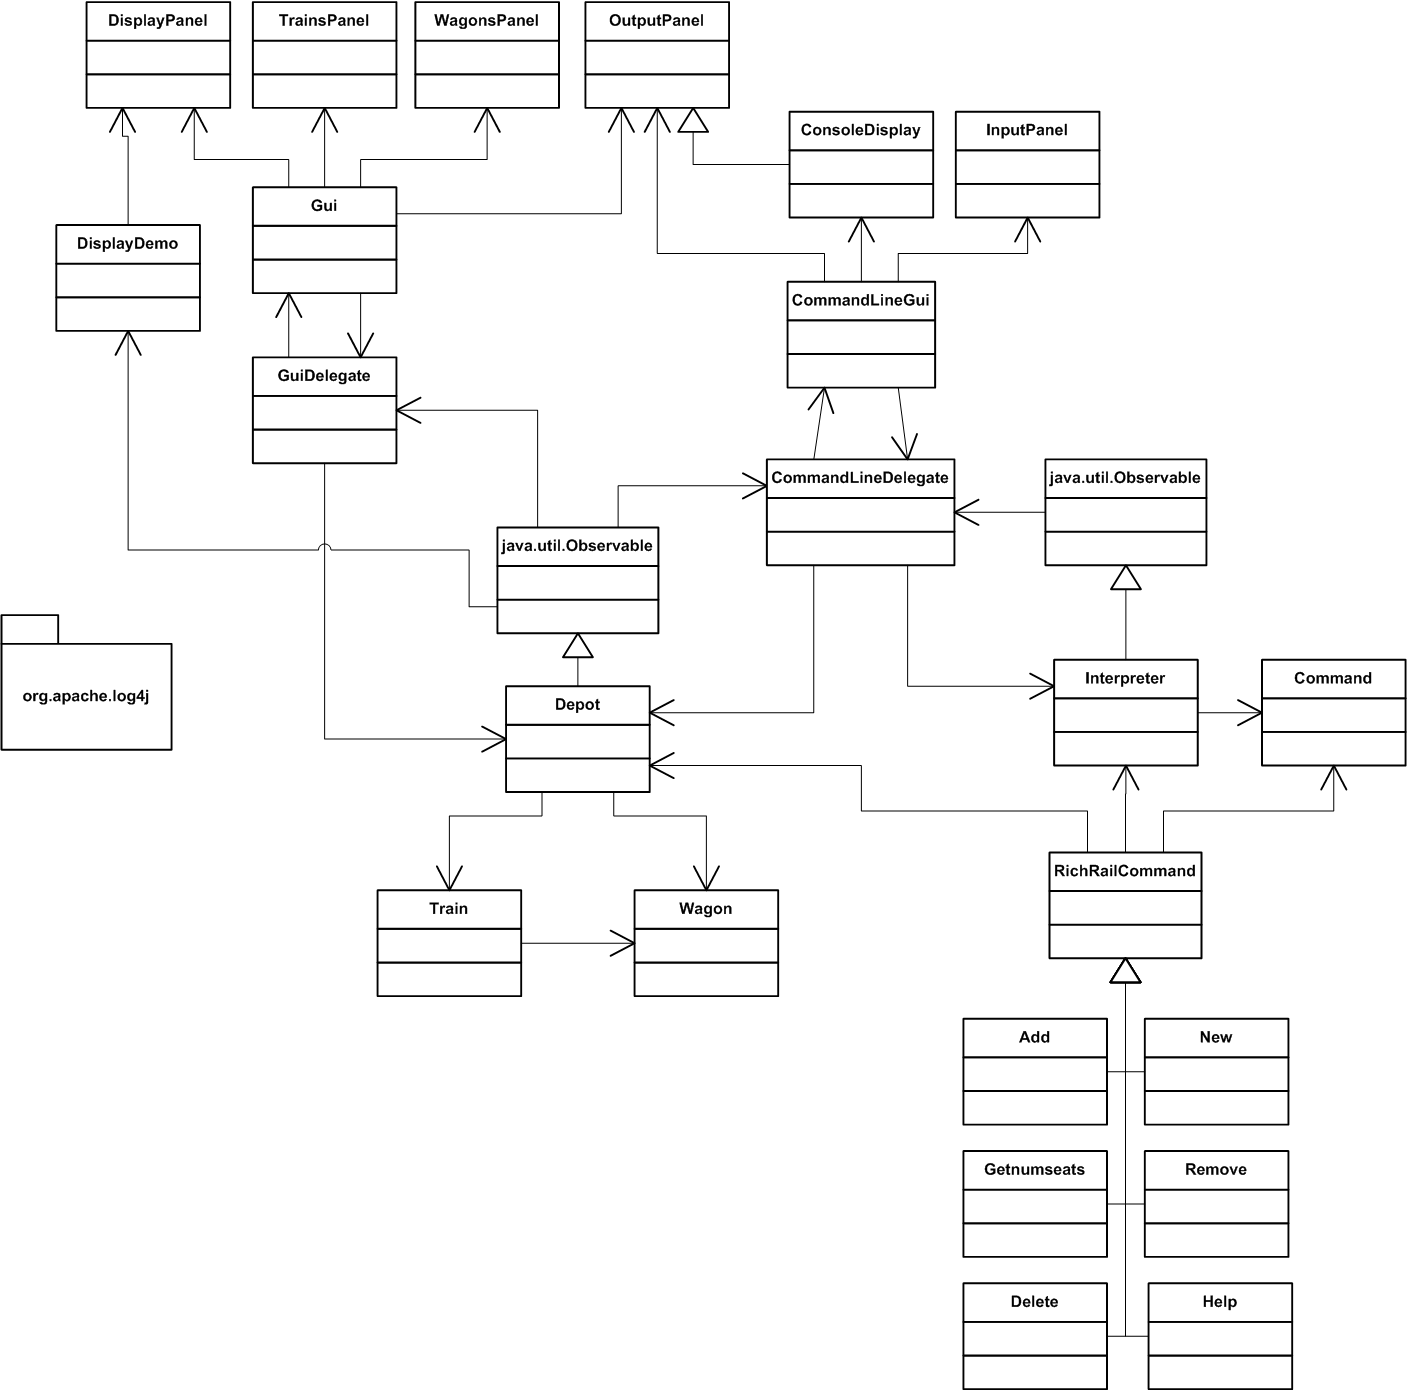 DisplayPanel
TrainsPanel
WagonsPanel
OutputPanel
ConsoleDisplay
InputPanel
Gui
DisplayDemo
CommandLineGui
GuiDelegate
CommandLineDelegate
java.util.Observable
java.util.Observable
org.apache.log4j
Depot
Interpreter
Command
RichRailCommand
Train
Wagon
Add
New
Getnumseats
Remove
Delete
Help